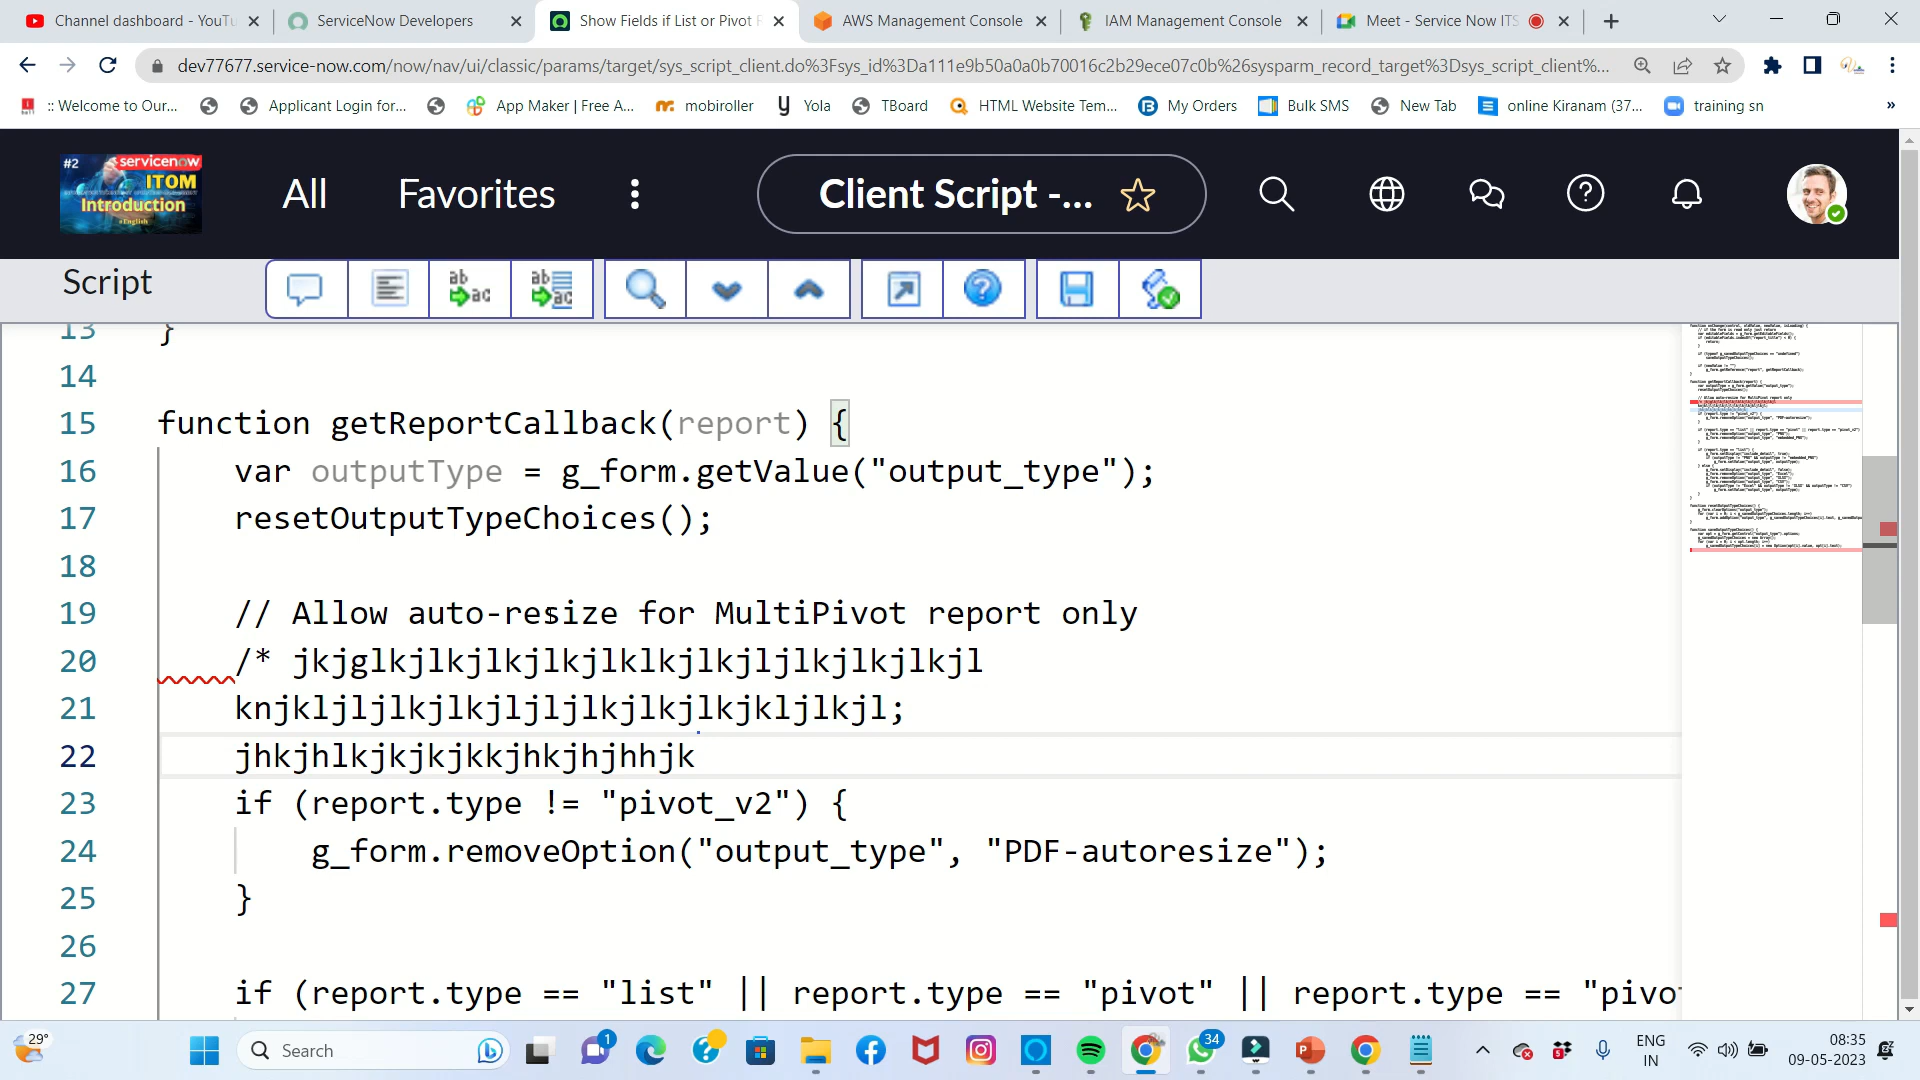 Channel dashboard - YouTu
ServiceNow Developers
Show Fields if List or Pivot R
AWS Management Console
IAM Management Console
Meet - Service Now ITS
dev77677.service-now.com/now/nav/ui/classic/params/target/sys_script_client.do%3Fsys_id%3Da111e9b50a0a0b70016c2b29ece07c0b%26sysparm_record_target%3Dsys_script_client%...
:: Welcome to Our...
Applicant Login for...
App Maker | Free A...
mobiroller
Yola
TBoard
HTML Website Tem...
My Orders
Bulk SMS
New Tab
online Kiranam (37...
training sn
»
#2 servicenow
ITOM
Introduction
#English
All
Favorites
Client Script -...
Script
13 }
14
15 function getReportCallback(report) {
16 var outputType = g_form.getValue("output_type");
17 resetOutputTypeChoices();
18
19 // Allow auto-resize for MultiPivot report only
20 /* jkjglkjlkjlkjlkjlklkjlkjljlkjlkjlkjl
21 knjkljljlkjlkjljljlkjlkjlkjkljlkjl;
22 jhkjhlkjkjkjkkjhkjhjhhjk
23 if (report.type != "pivot_v2") {
24 g_form.removeOption("output_type", "PDF-autoresize");
25 }
26
27 if (report.type == "list" || report.type == "pivot" || report.type == "pivo
29°
Search
1
34
5
ENG
IN
08:35
09-05-2023